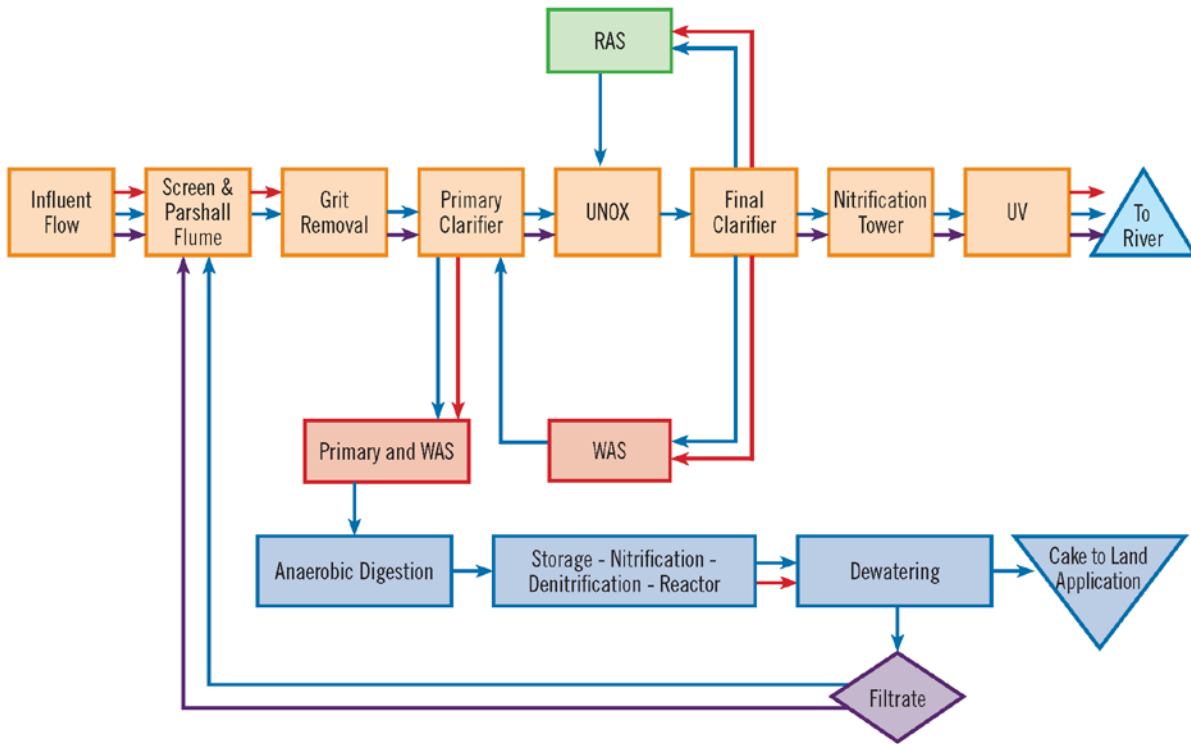 RAS
Influent
Flow
Screen &
Parshall
Flume
Grit
Removal
Primary
Clarifier
UNOX
Final
Clarifier
Nitrification
Tower
UV
To
River
Primary and WAS
WAS
Anaerobic Digestion
Storage - Nitrification -
Denitrification - Reactor
Dewatering
Cake to Land
Application
Filtrate